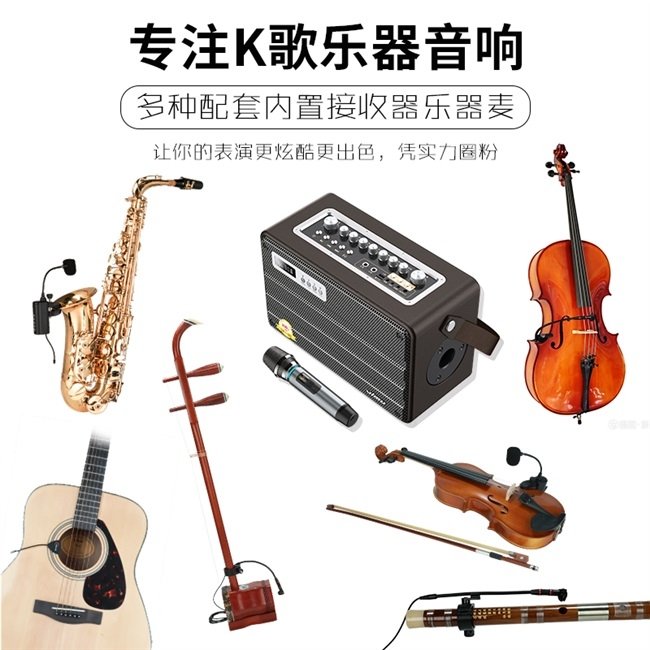 专注K歌乐器音响
多种配套内置接收器乐器麦
让你的表演更炫酷更出色，凭实力圈粉